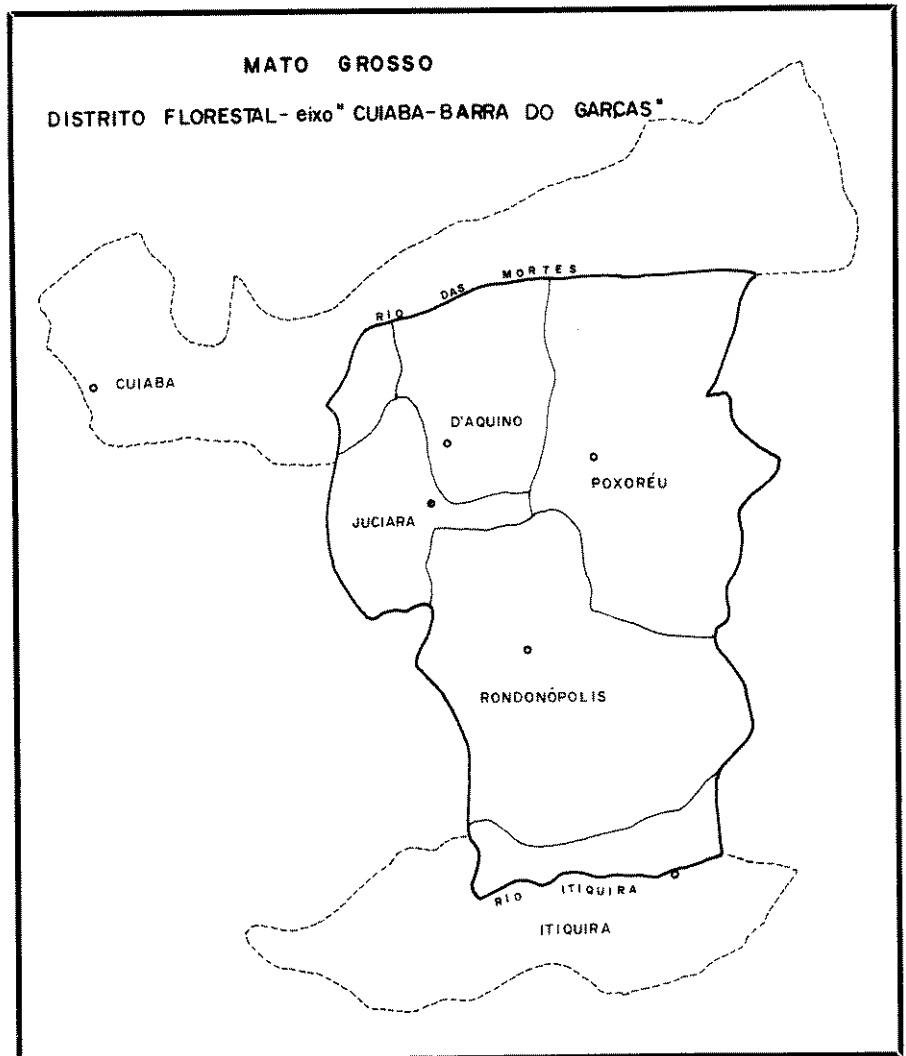 MATO GROSSO
DISTRITO FLORESTAL- eixo " CUIABA-BARRA DO GARÇAS"
RIO DAS MORTES
CUIABA
D'AQUINO
POXORÉU
JUCIARA
RONDONÓPOLIS
RIO ITIQUIRA
ITIQUIRA